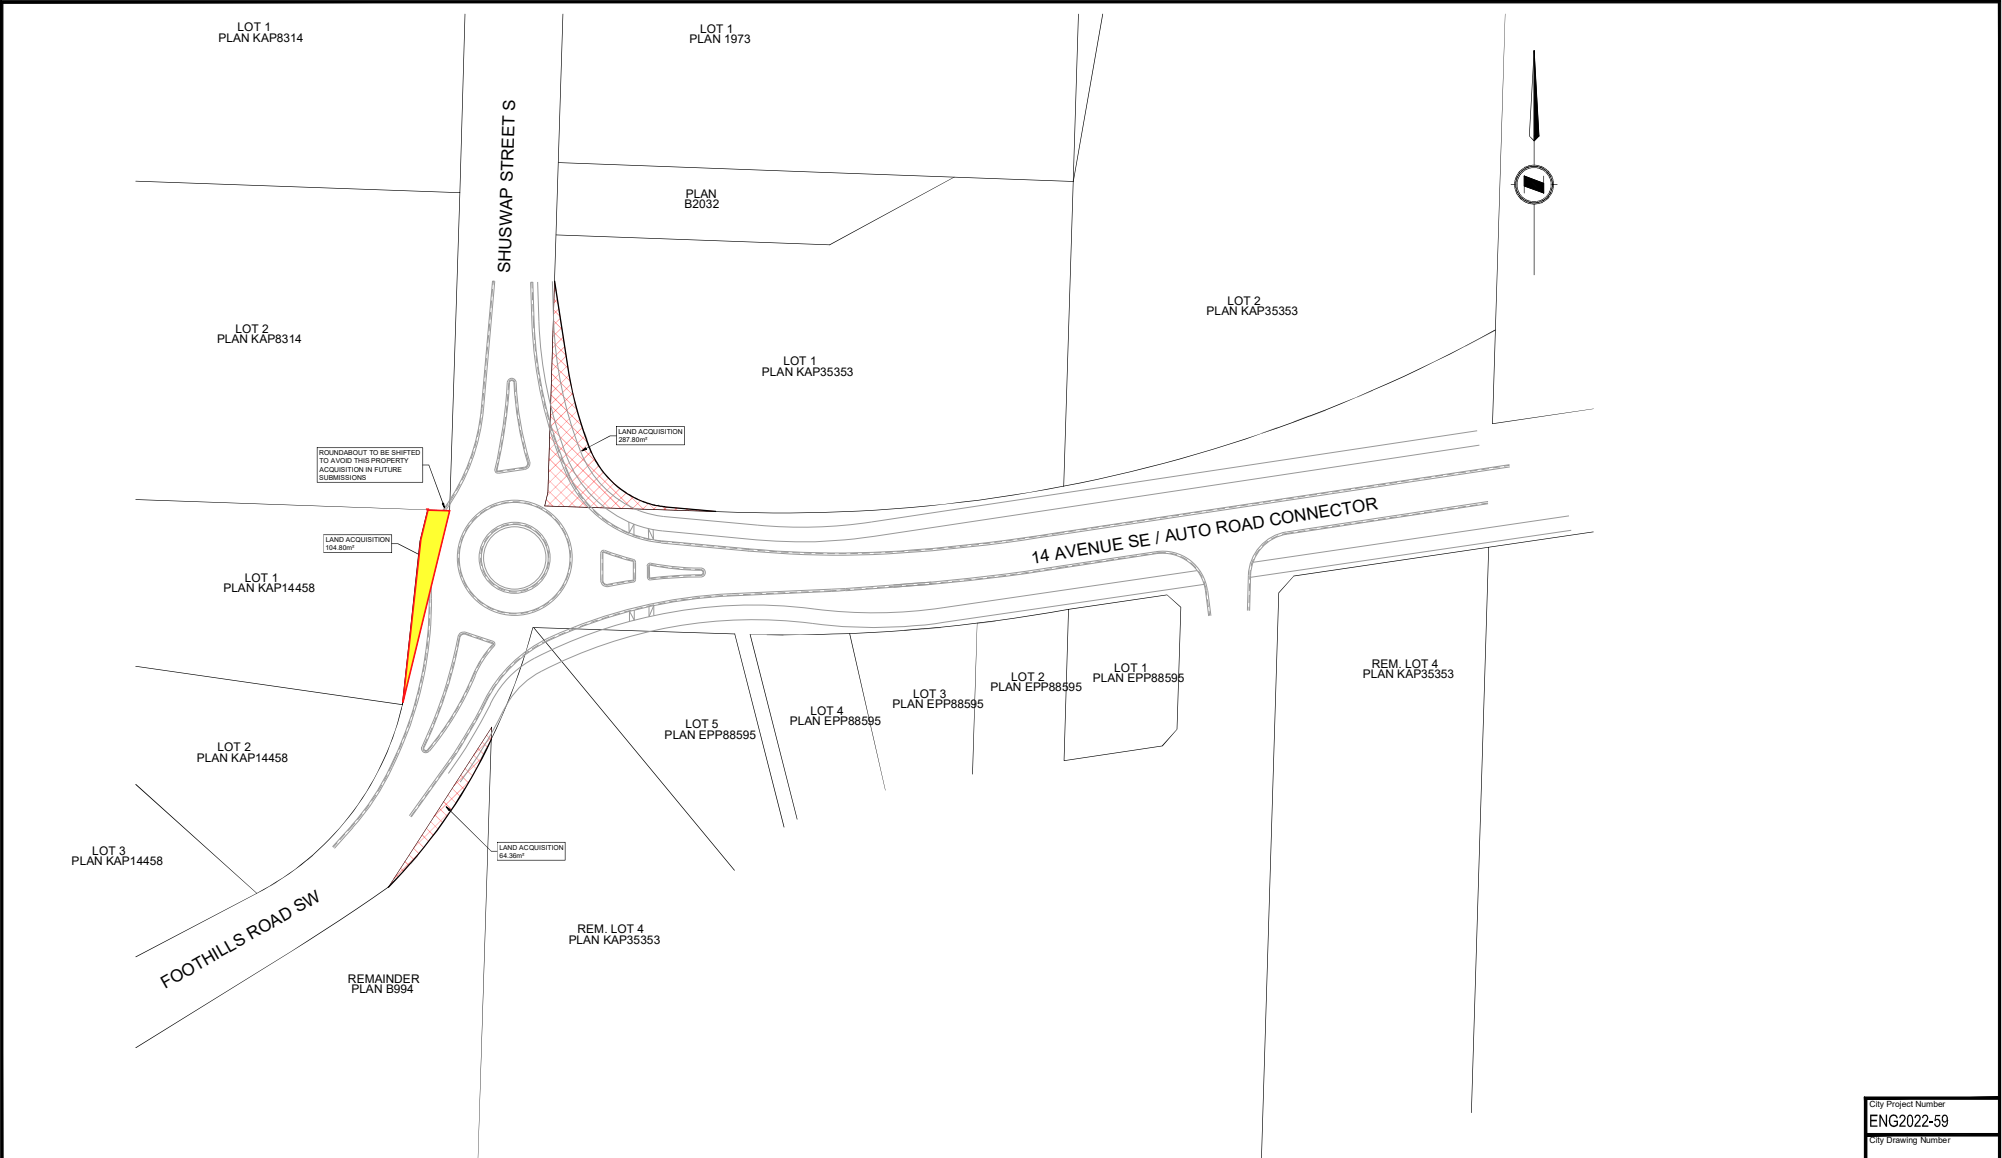 LOT 1
PLAN KAP8314
LOT 1
PLAN 1973
SHUSWAP STREET S
PLAN
B2032
LOT 2
PLAN KAP8314
LOT 2
PLAN KAP35353
LOT 1
PLAN KAP35353
LAND ACQUISITION
287.80m²
ROUNDABOUT TO BE SHIFTED
TO AVOID THIS PROPERTY
ACQUISITION IN FUTURE
SUBMISSIONS
14 AVENUE SE / AUTO ROAD CONNECTOR
LAND ACQUISITION
104.80m²
LOT 1
PLAN KAP14458
LOT 5
PLAN EPP88595
LOT 4
PLAN EPP88595
LOT 3
PLAN EPP88595
LOT 2
PLAN EPP88595
LOT 1
PLAN EPP88595
REM. LOT 4
PLAN KAP35353
LOT 2
PLAN KAP14458
LOT 3
PLAN KAP14458
LAND ACQUISITION
64.36m²
FOOTHILLS ROAD SW
REM. LOT 4
PLAN KAP35353
REMAINDER
PLAN B994
City Project Number
ENG2022-59
City Drawing Number